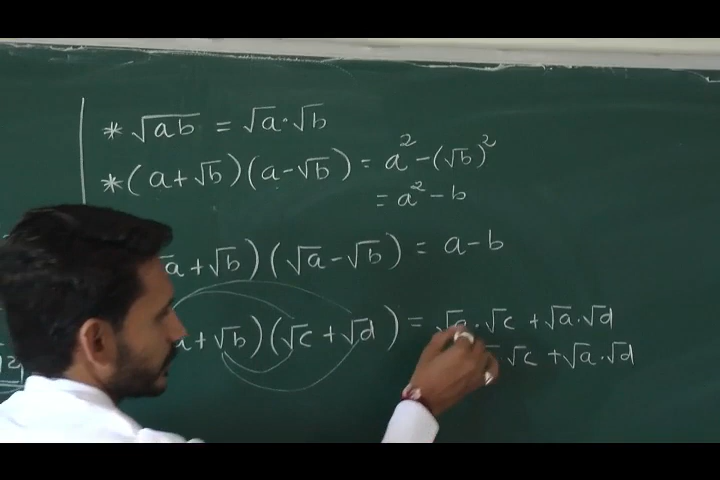 * √ab = √a·√b
*(a+√b)(a-√b) = a² - (√b)²
= a² - b
√a+√b)(√a-√b) = a-b
a+√b)(√c+√d) = √a·√c + √a·√d
√c + √a·√d